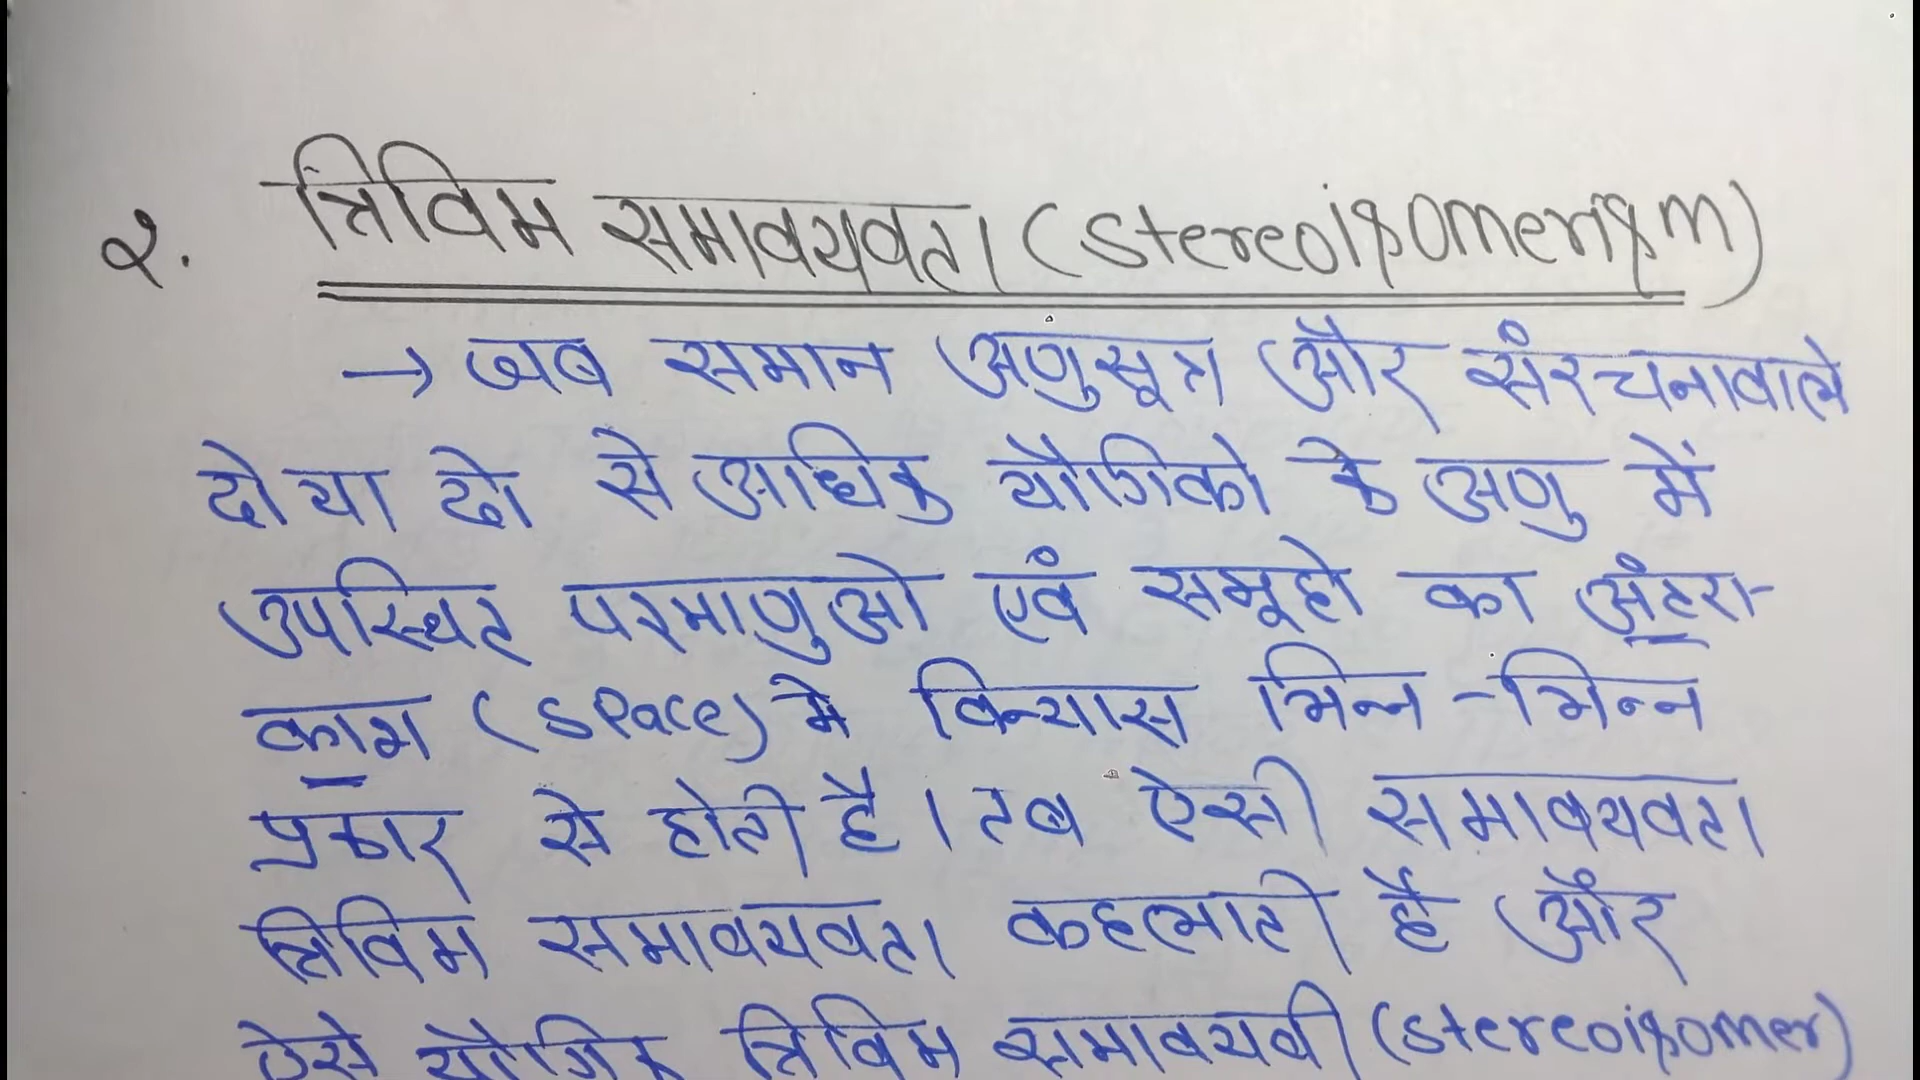 २. त्रिविम समावयवता (stereoisomerism)
→ जब समान अणुसूत्र और संरचनावाले
दो या दो से अधिक यौगिको के अणु में
उपस्थित परमाणुओ एवं समूहो का अंतरा-
काश (space) मे विन्यास भिन्न-भिन्न
प्रकार से होती है। तब ऐसी समावयवता
त्रिविम समावयवता कहलाती है और
ऐसे यौगिक त्रिविम समावयवी (stereoisomer)